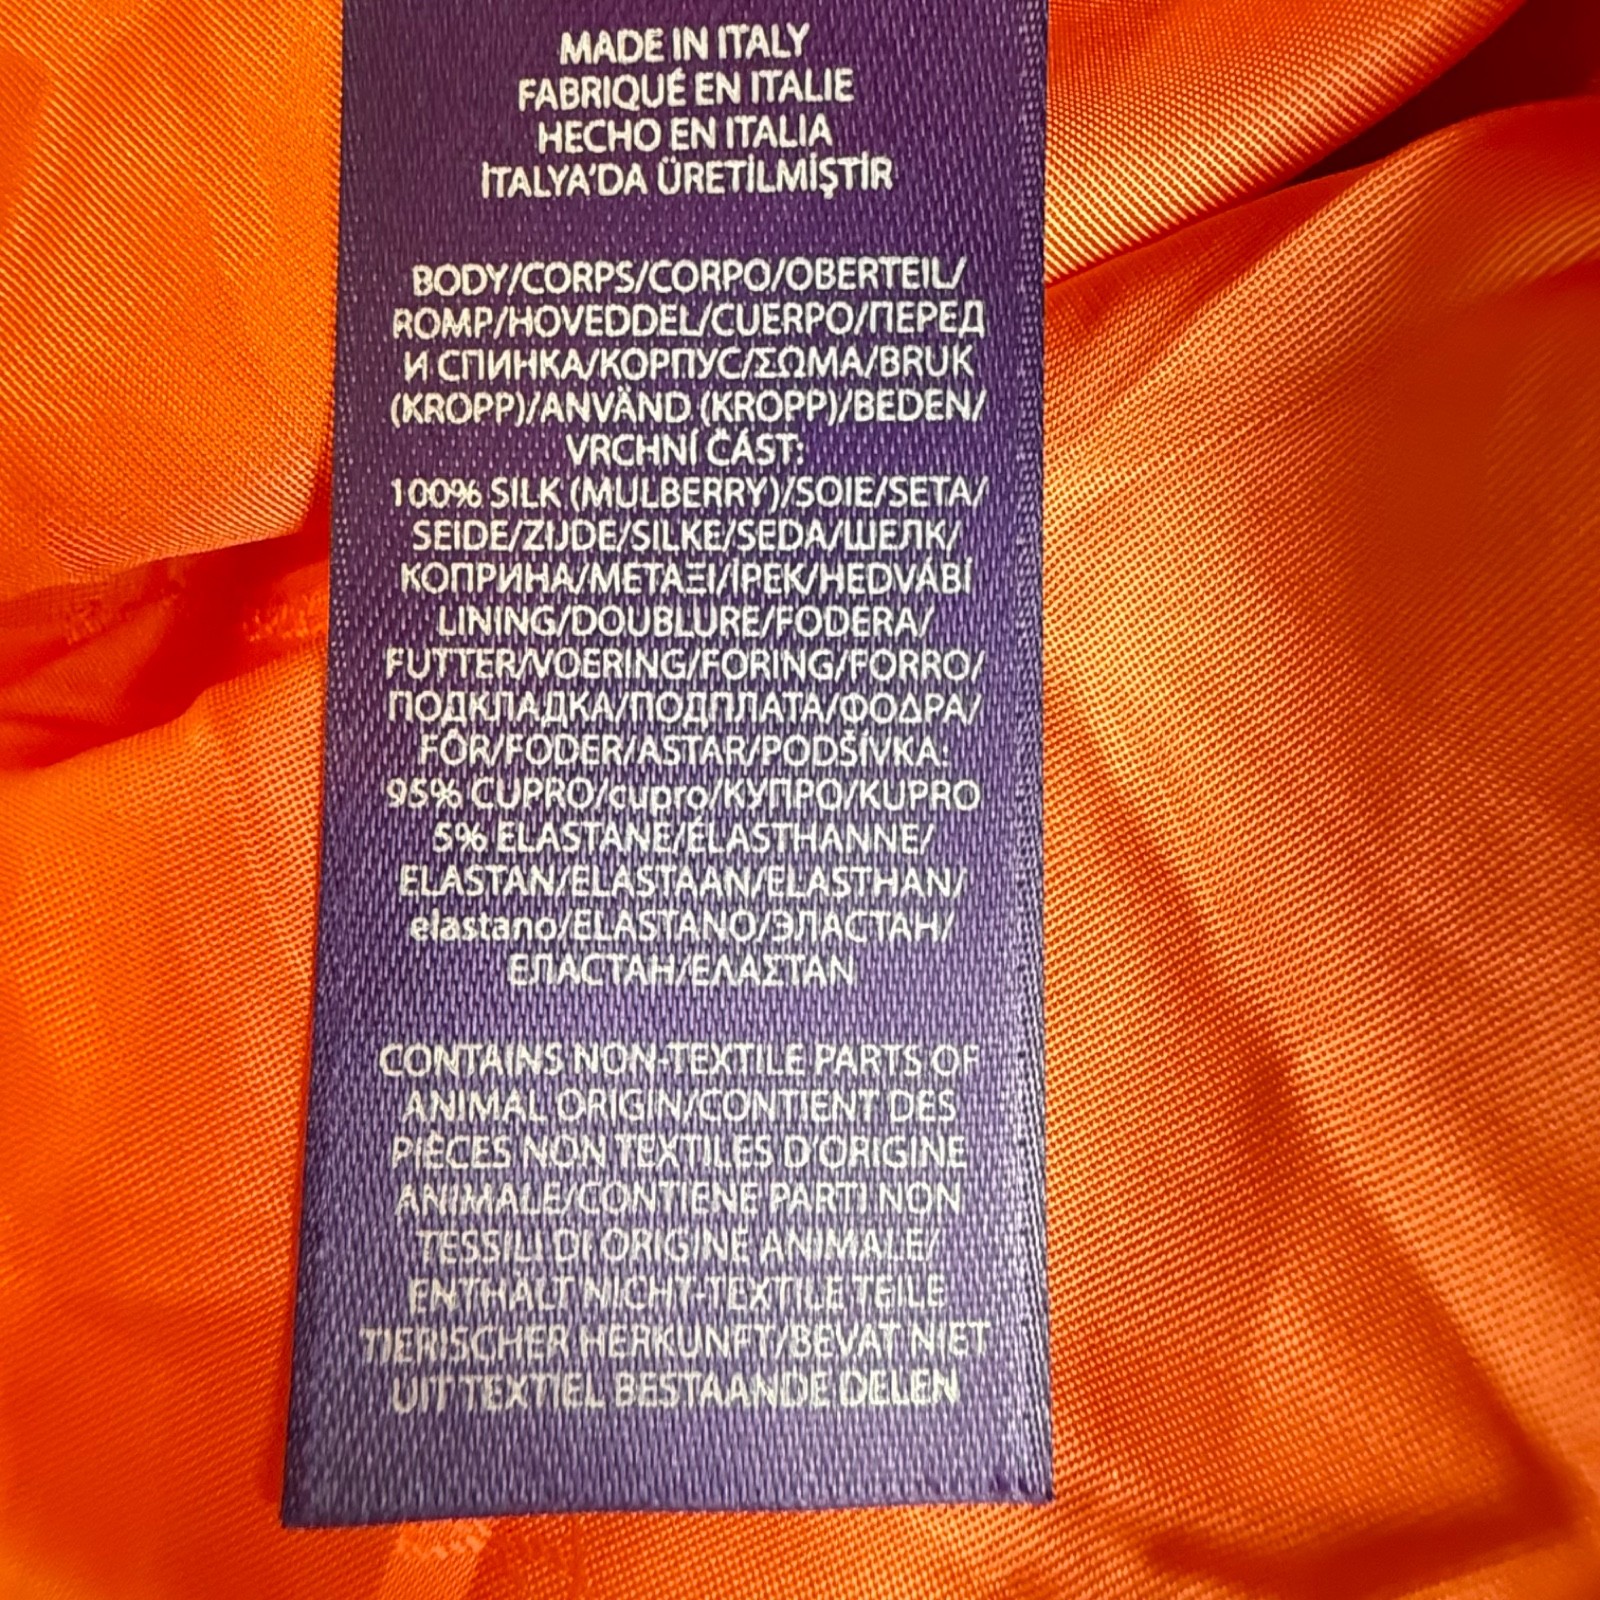 MADE IN ITALY
FABRIQUÉ EN ITALIE
HECHO EN ITALIA
İTALYA'DA ÜRETİLMİŞTİR
BODY/CORPS/CORPO/OBERTEIL/
ROMP/HOVEDDEL/CUERPO/ПЕРЕД
И СПИНКА/КОРПУС/ΣΩΜΑ/BRUK
(KROPP)/ANVÄND (KROPP)/BEDEN/
VRCHNÍ ČÁST:
100% SILK (MULBERRY)/SOIE/SETA/
SEIDE/ZIJDE/SILKE/SEDA/ШЕЛК/
КОПРИНА/ΜΕΤΑΞΙ/İPEK/HEDVÁBÍ
LINING/DOUBLURE/FODERA/
FUTTER/VOERING/FORING/FORRO/
ПОДКЛАДКА/ПОДПЛАТА/ΦΟΔΡΑ/
FÔR/FODER/ASTAR/PODŠÍVKA:
95% CUPRO/cupro/КУПРО/KUPRO
5% ELASTANE/ÉLASTHANNE/
ELASTAN/ELASTAAN/ELASTHAN/
elastano/ELASTANO/ЭЛАСТАН/
ЕЛАСТАН/ΕΛΑΣΤΑΝ
CONTAINS NON-TEXTILE PARTS OF
ANIMAL ORIGIN/CONTIENT DES
PIÈCES NON TEXTILES D'ORIGINE
ANIMALE/CONTIENE PARTI NON
TESSILI DI ORIGINE ANIMALE/
ENTHÄLT NICHT-TEXTILE TEILE
TIERISCHER HERKUNFT/BEVAT NIET
UIT TEXTIEL BESTAANDE DELEN